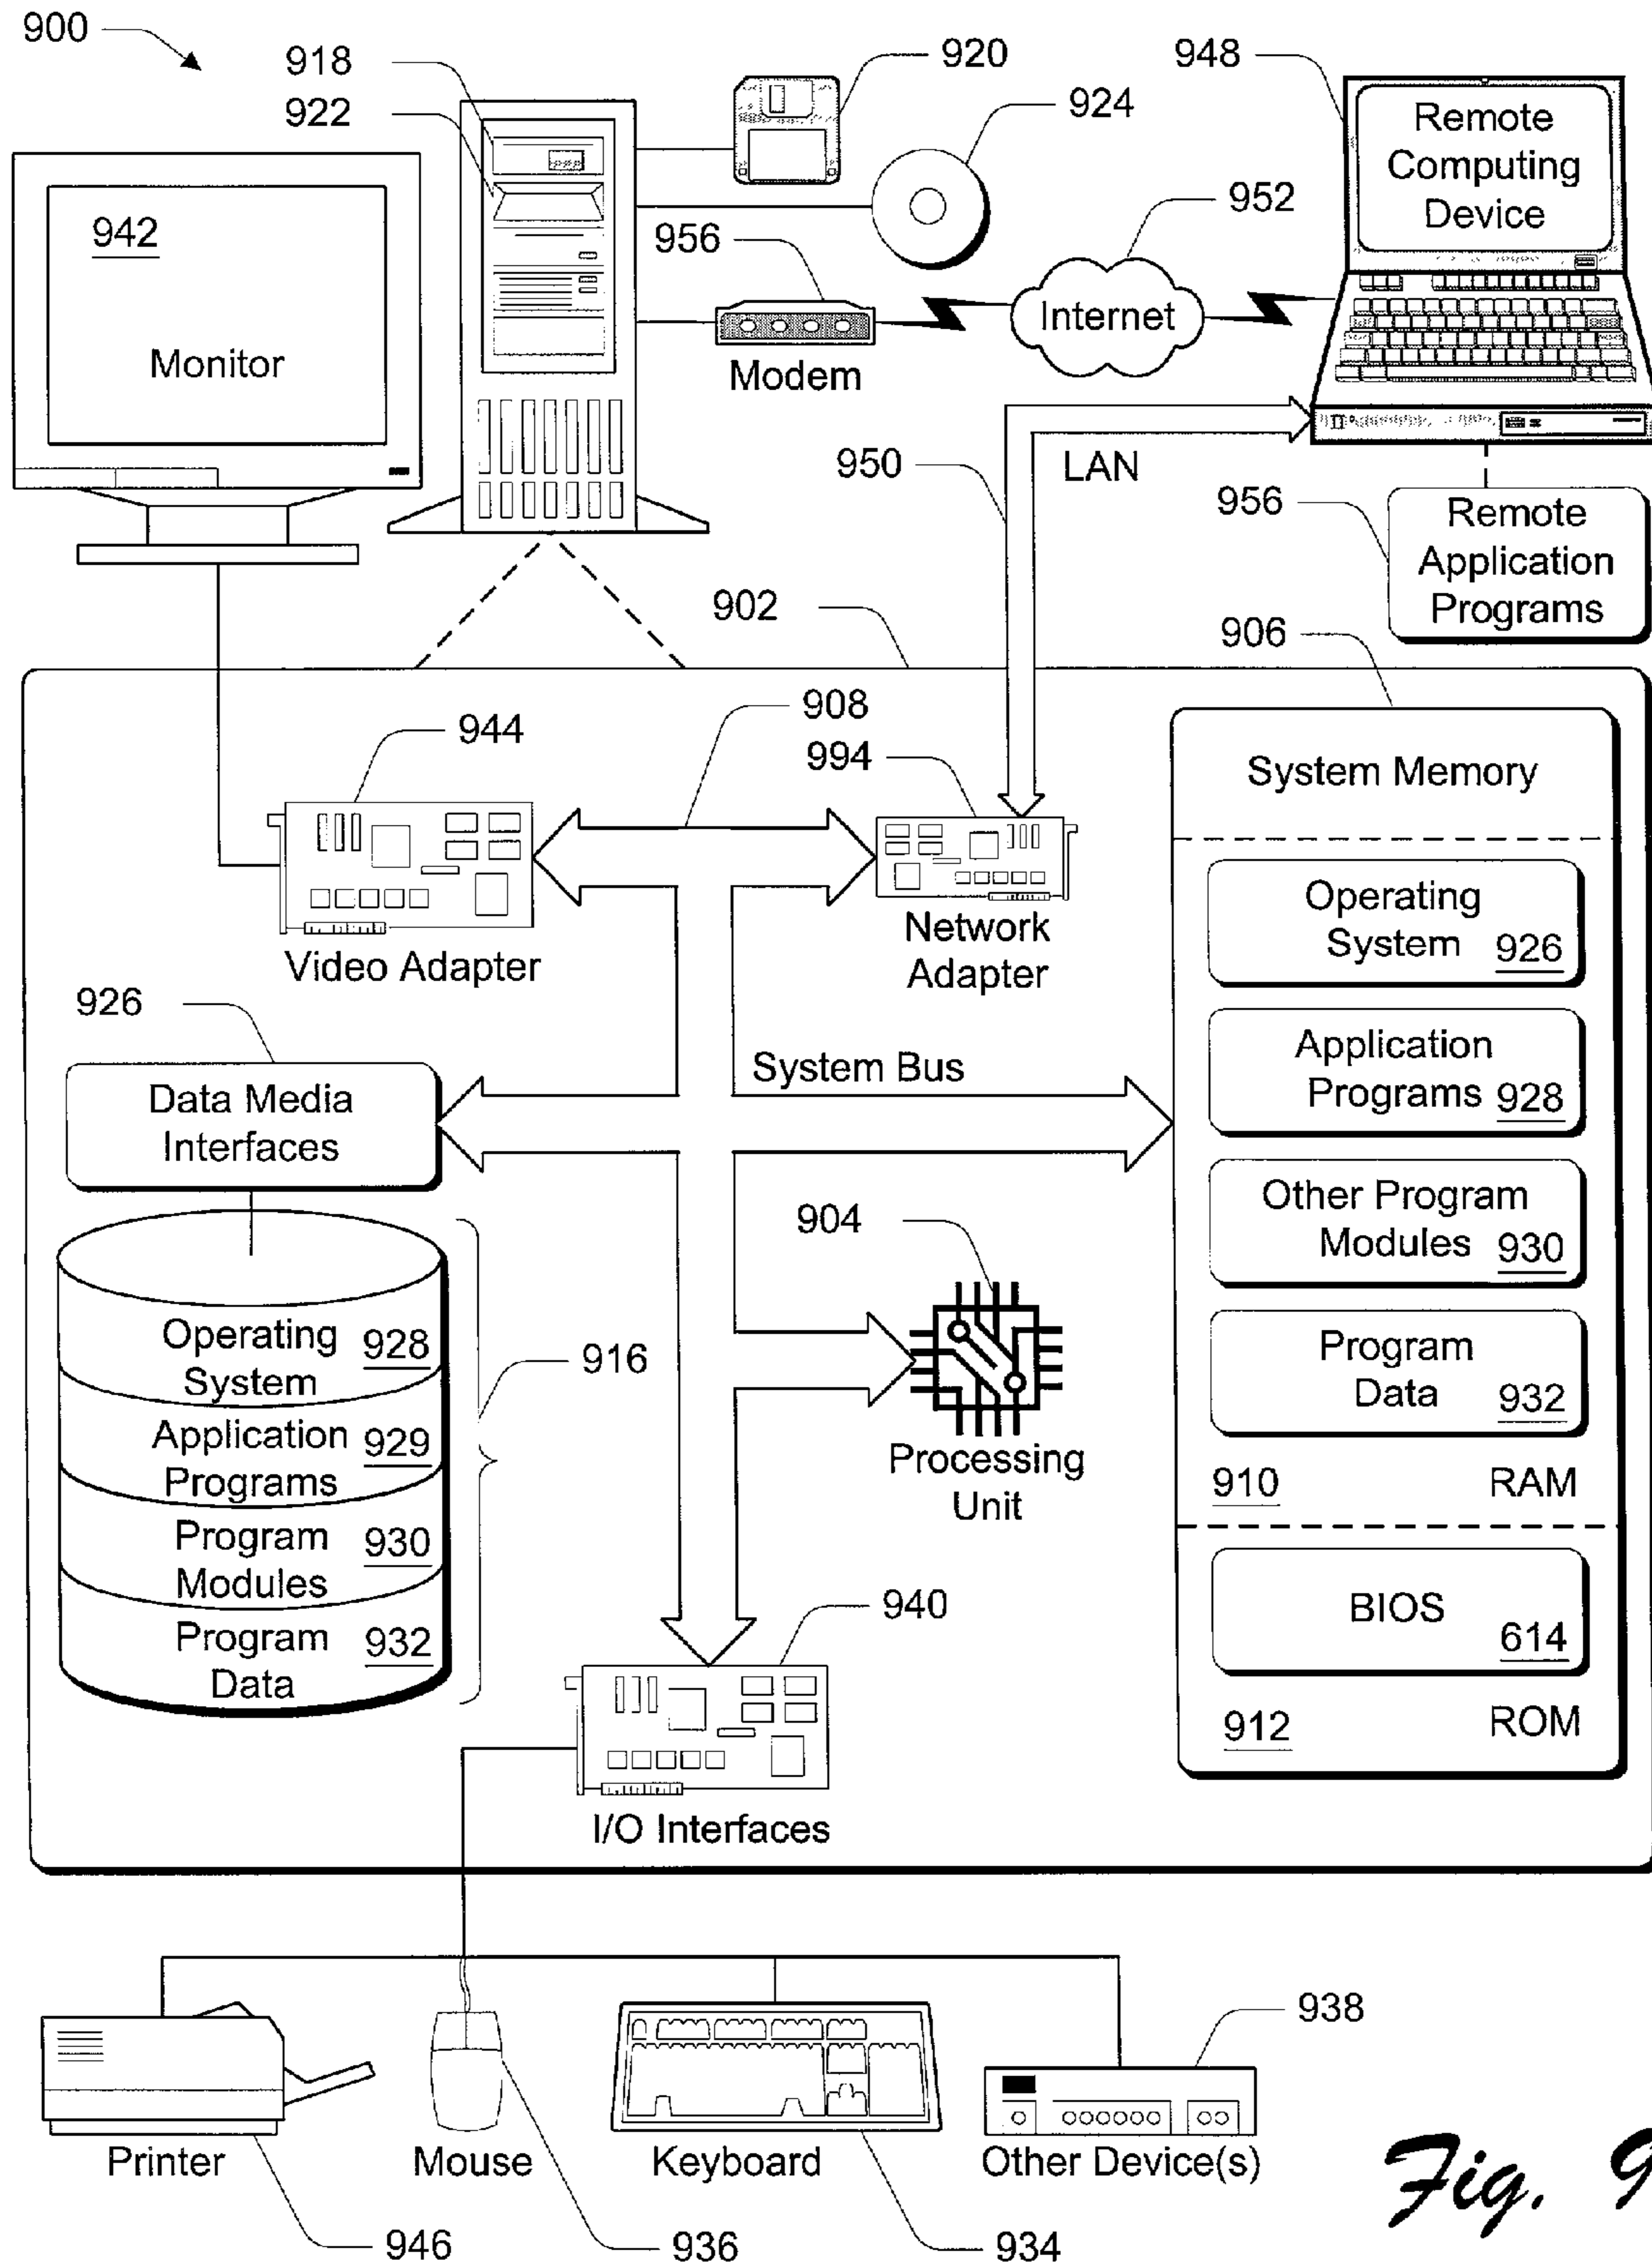 900
918
922
920
924
948
Remote
Computing
Device
942
956
952
Monitor
Internet
Modem
950
LAN
956
Remote
Application
Programs
902
906
944
908
994
System Memory
Video Adapter
Network
Adapter
Operating
System 926
926
Data Media
Interfaces
System Bus
Application
Programs 928
Other Program
Modules 930
904
Operating 928
System
916
Program
Data 932
Application 929
Programs
Processing
Unit
910 RAM
Program 930
Modules
940
BIOS
614
Program 932
Data
912 ROM
I/O Interfaces
938
Printer
Mouse
Keyboard
Other Device(s)
946
936
934
Fig. 9